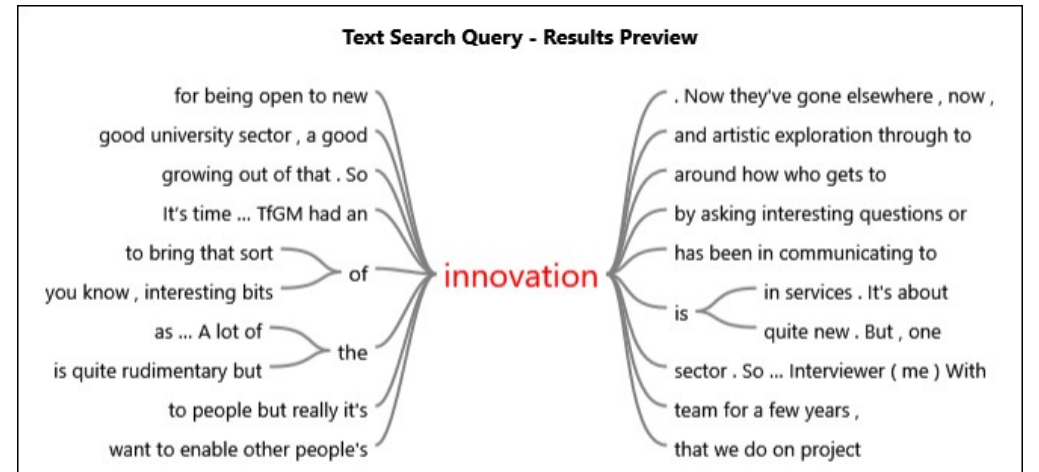 Text Search Query - Results Preview
for being open to new
good university sector , a good
growing out of that . So
It's time ... TfGM had an
to bring that sort
you know , interesting bits
of
as ... A lot of
is quite rudimentary but
the
to people but really it's
want to enable other people's
innovation
. Now they've gone elsewhere , now ,
and artistic exploration through to
around how who gets to
by asking interesting questions or
has been in communicating to
is
in services . It's about
quite new . But , one
sector . So ... Interviewer ( me ) With
team for a few years ,
that we do on project